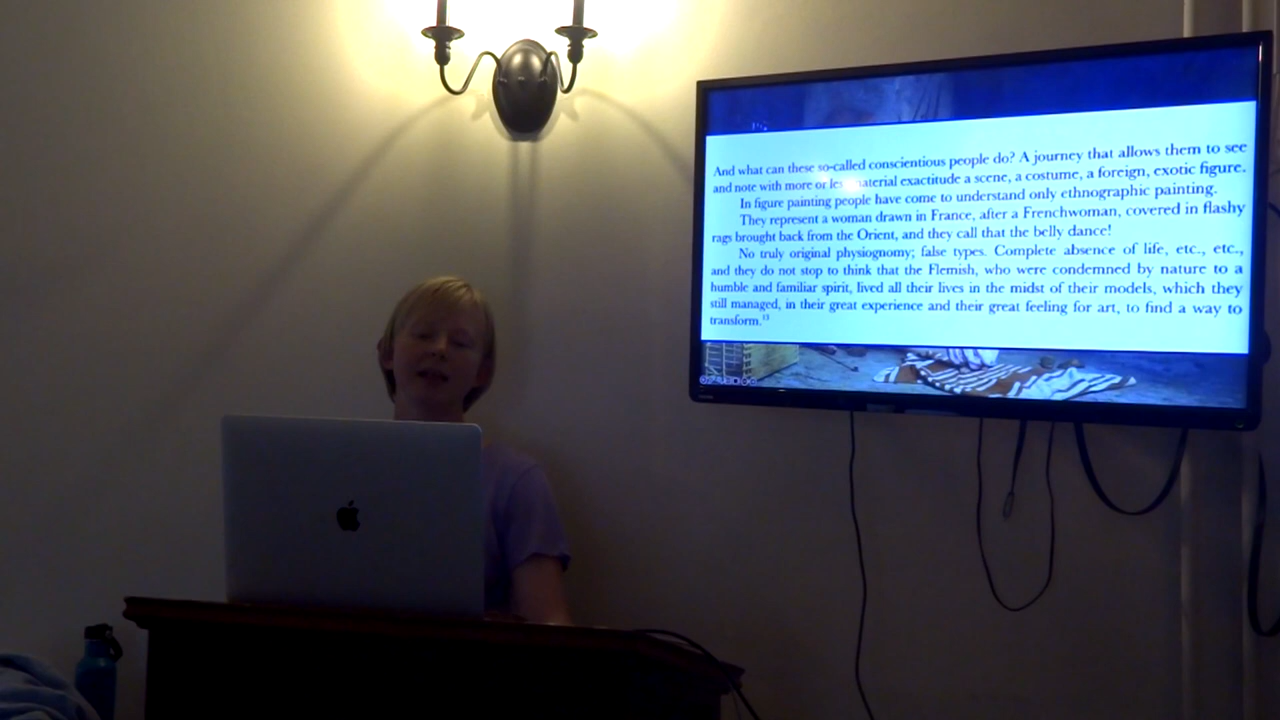 And what can these so-called conscientious people do? A journey that allows them to see
and note with more or less material exactitude a scene, a costume, a foreign, exotic figure.
In figure painting people have come to understand only ethnographic painting.
They represent a woman drawn in France, after a Frenchwoman, covered in flashy
rags brought back from the Orient, and they call that the belly dance!
No truly original physiognomy; false types. Complete absence of life, etc., etc.,
and they do not stop to think that the Flemish, who were condemned by nature to a
humble and familiar spirit, lived all their lives in the midst of their models, which they
still managed, in their great experience and their great feeling for art, to find a way to
transform.¹³